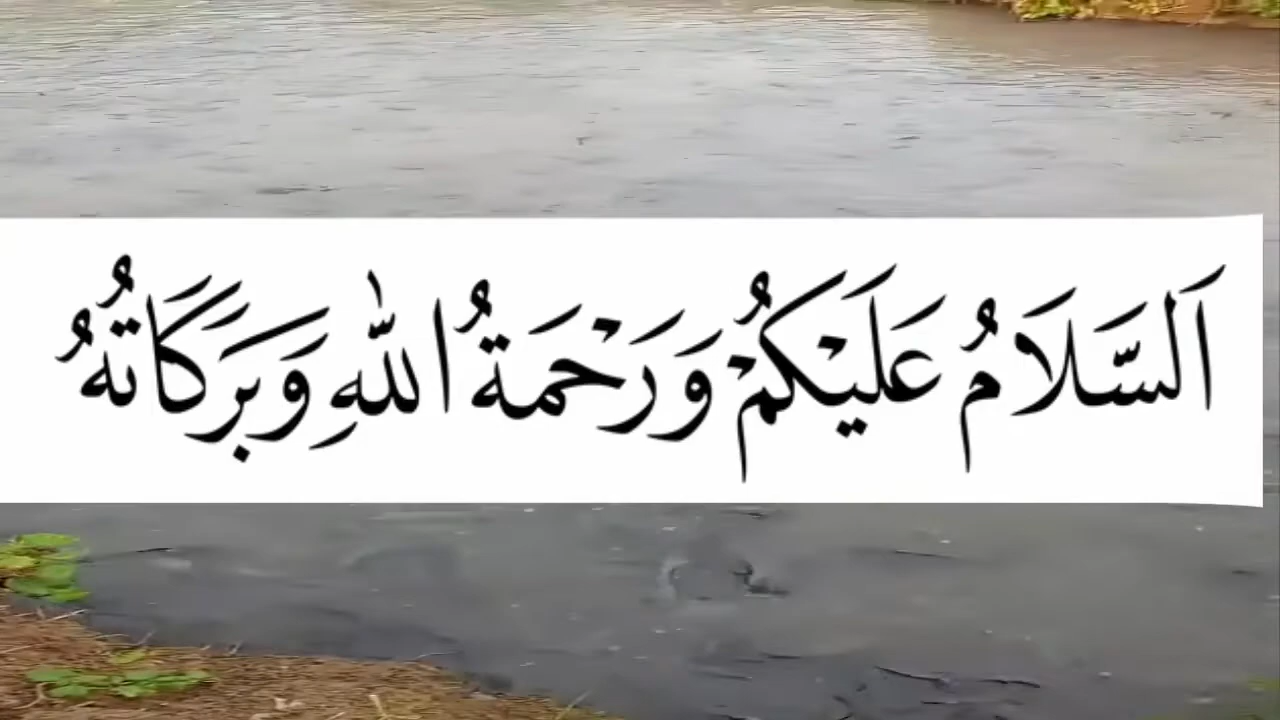 اَلسَّلَامُ عَلَيْكُمُْ وَرَحْمَةُ اللّٰهِ وَبَرَكَاتُهُ